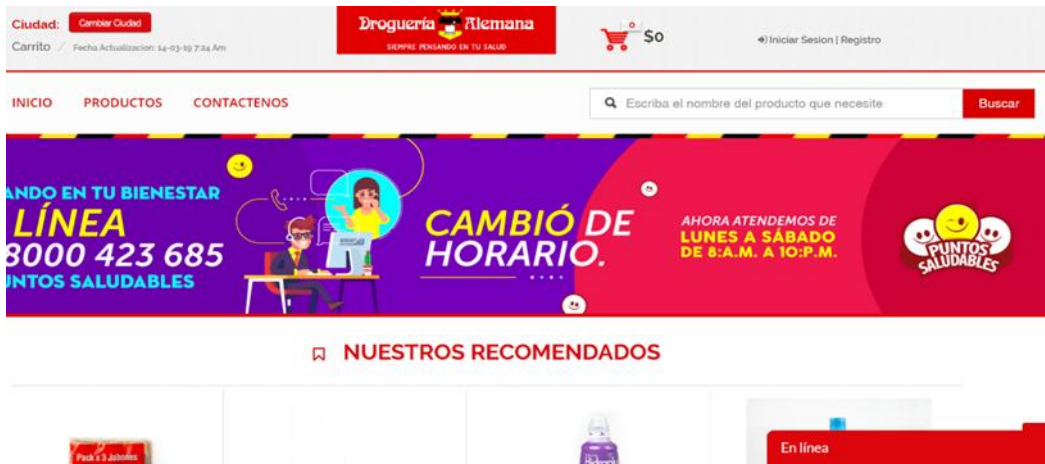 Ciudad: Cambiar Ciudad
Carrito / Fecha Actualizacion: 14-03-19 7:24 Am
Droguería Alemana
SIEMPRE PENSANDO EN TU SALUD
0
$0
Iniciar Sesion | Registro
INICIO PRODUCTOS CONTACTENOS
Escriba el nombre del producto que necesite
Buscar
ANDO EN TU BIENESTAR
LÍNEA
8000 423 685
UNTOS SALUDABLES
CAMBIÓ DE
HORARIO.
AHORA ATENDEMOS DE
LUNES A SÁBADO
DE 8:A.M. A 10:P.M.
PUNTOS
SALUDABLES
NUESTROS RECOMENDADOS
Pack x 3 Jabones
En línea